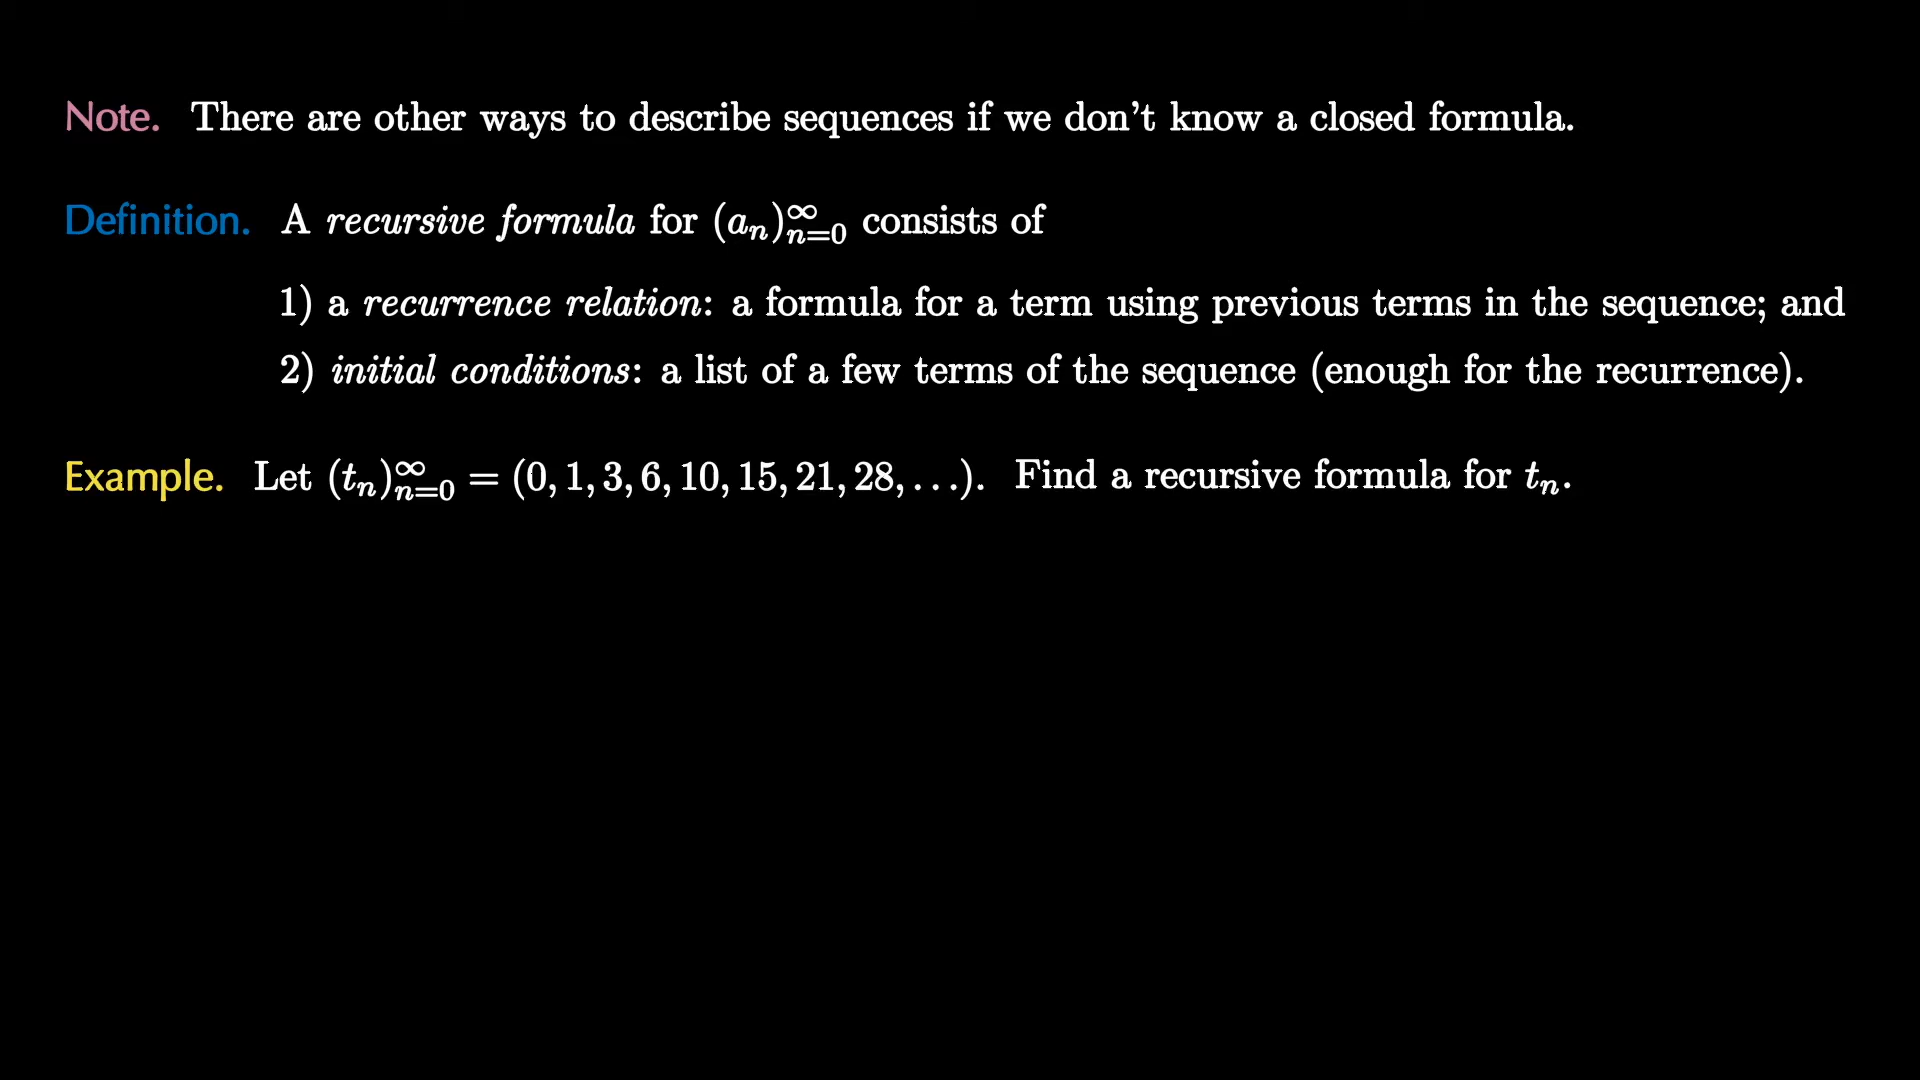 Note. There are other ways to describe sequences if we don't know a closed formula.
Definition. A recursive formula for $(a_n)_{n=0}^{\infty}$ consists of
1) a recurrence relation: a formula for a term using previous terms in the sequence; and
2) initial conditions: a list of a few terms of the sequence (enough for the recurrence).
Example. Let $(t_n)_{n=0}^{\infty} = (0, 1, 3, 6, 10, 15, 21, 28, \ldots)$. Find a recursive formula for $t_n$.